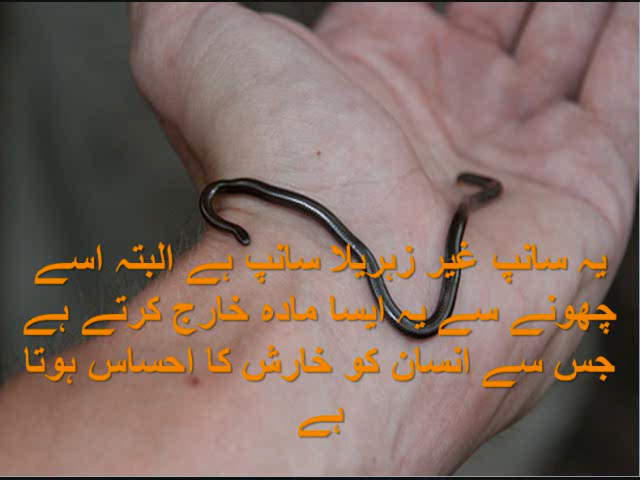 یہ سانپ غیر زہریلا سانپ ہے البتہ اسے
چھونے سے یہ ایسا مادہ خارج کرتے ہے
جس سے انسان کو خارش کا احساس ہوتا
ہے